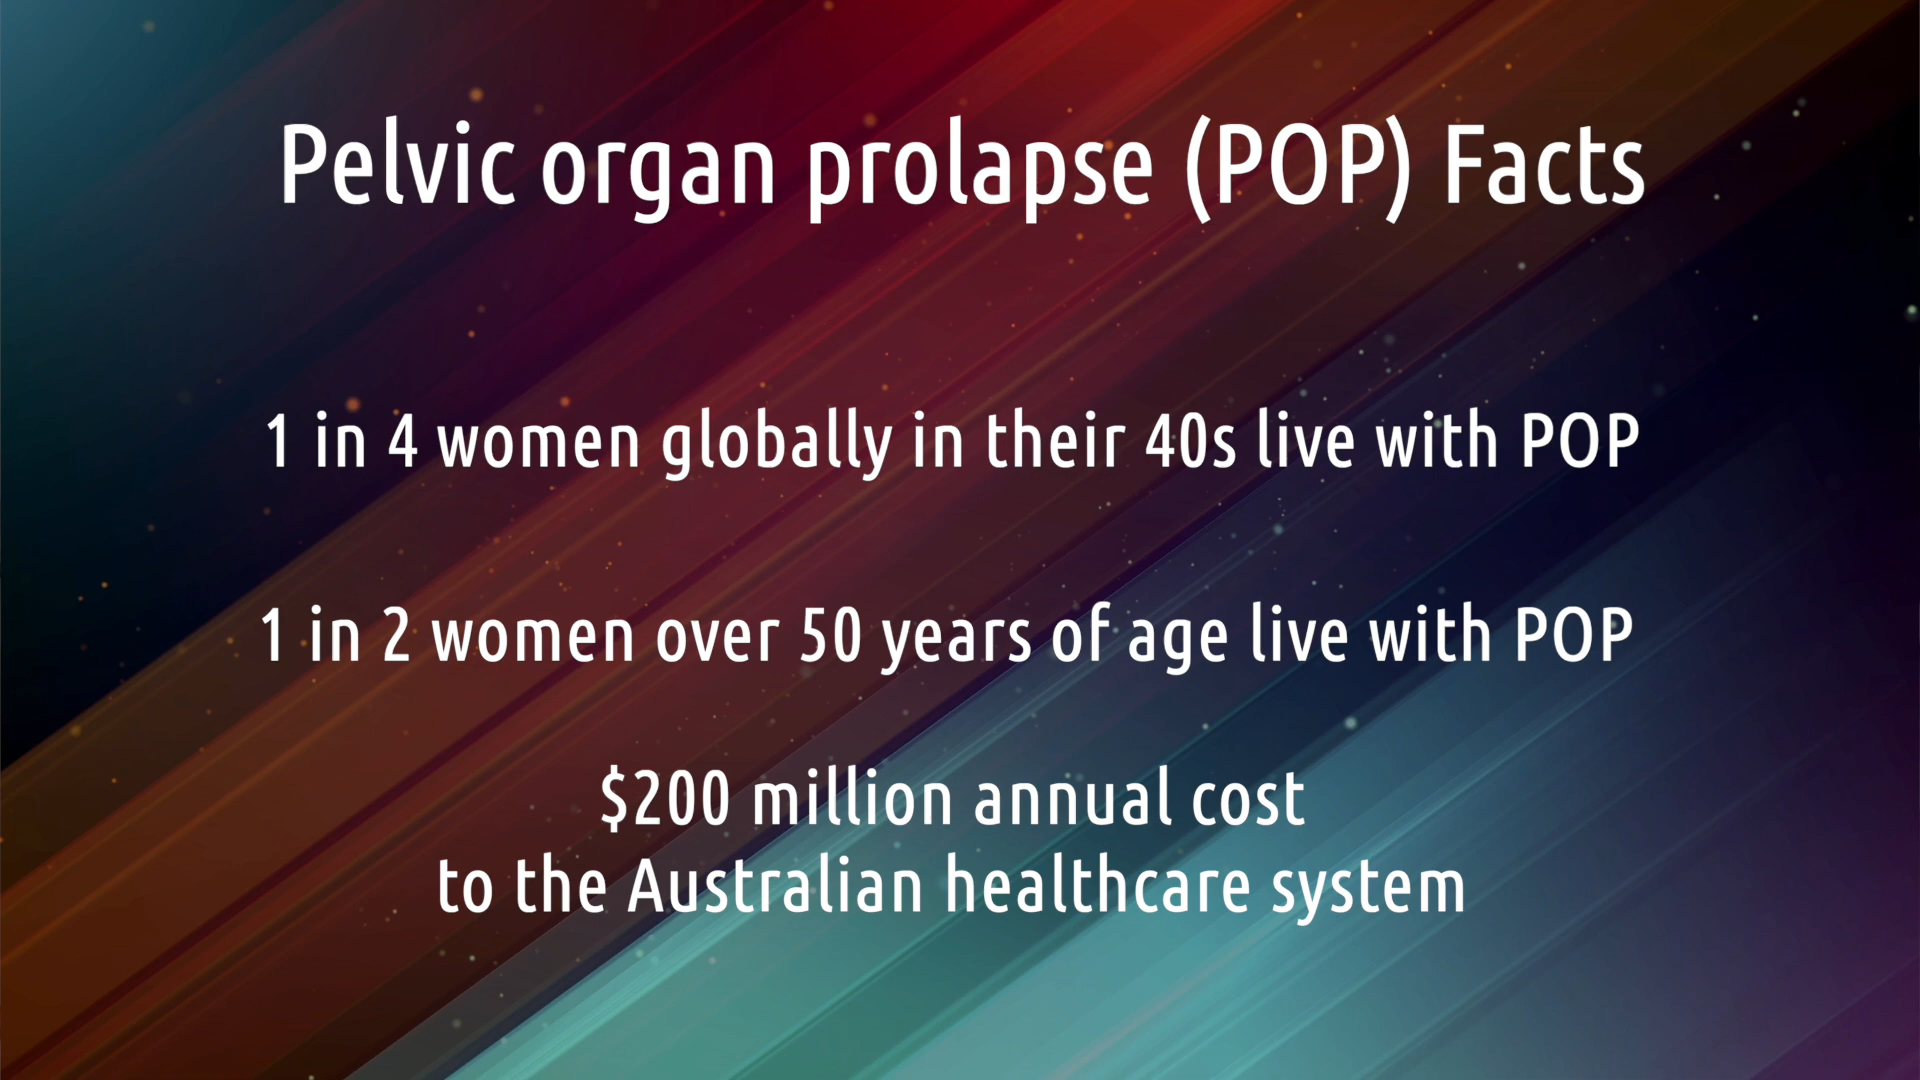 Pelvic organ prolapse (POP) Facts
1 in 4 women globally in their 40s live with POP
1 in 2 women over 50 years of age live with POP
$200 million annual cost
to the Australian healthcare system